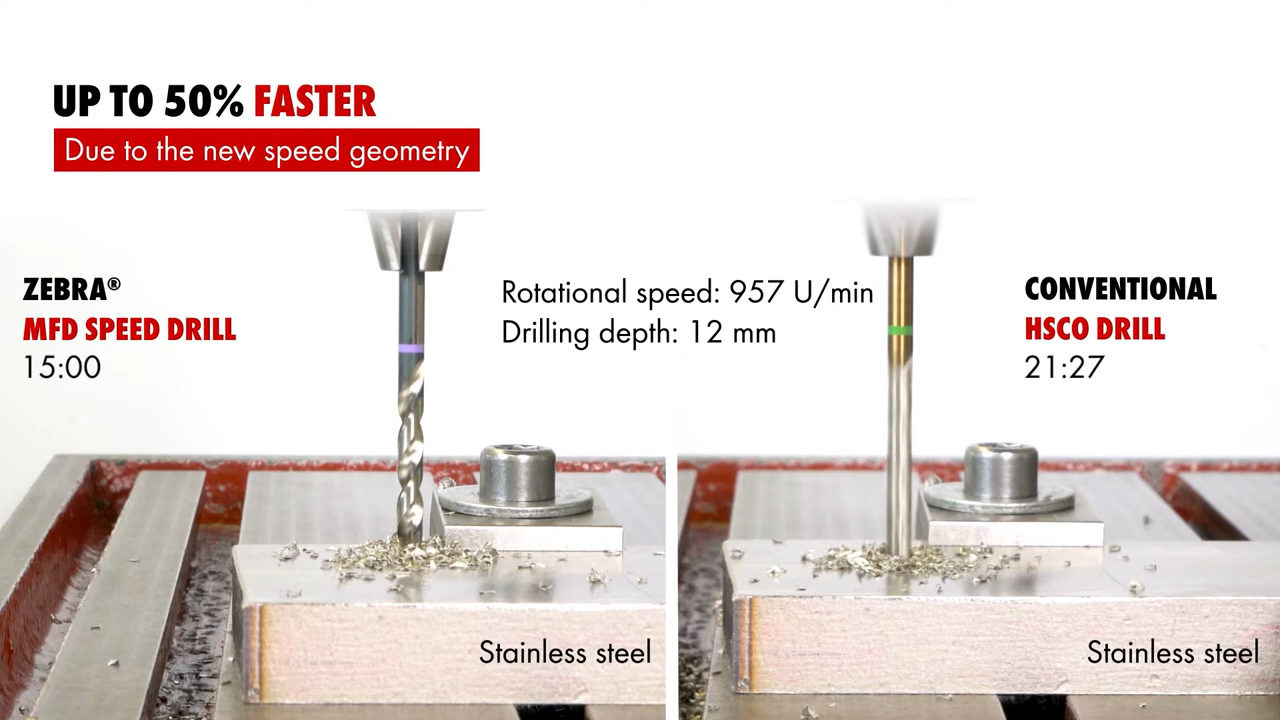 UP TO 50% FASTER
Due to the new speed geometry
ZEBRA®
MFD SPEED DRILL
15:00
Rotational speed: 957 U/min
Drilling depth: 12 mm
CONVENTIONAL
HSCO DRILL
21:27
Stainless steel
Stainless steel